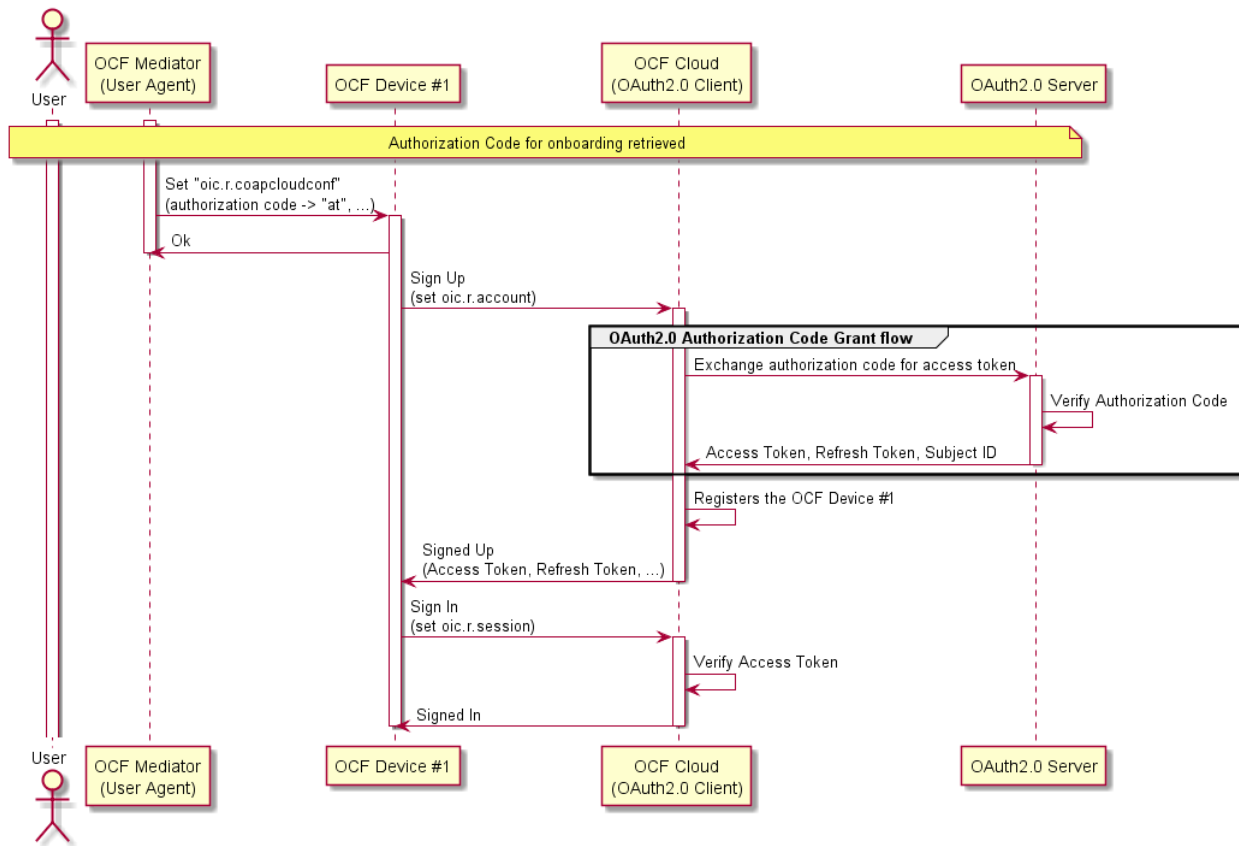 User
OCF Mediator
(User Agent)
OCF Device #1
OCF Cloud
(OAuth2.0 Client)
OAuth2.0 Server
Authorization Code for onboarding retrieved
Set "oic.r.coapcloudconf"
(authorization code -> "at", ...)
Ok
Sign Up
(set oic.r.account)
OAuth2.0 Authorization Code Grant flow
Exchange authorization code for access token
Verify Authorization Code
Access Token, Refresh Token, Subject ID
Registers the OCF Device #1
Signed Up
(Access Token, Refresh Token, ...)
Sign In
(set oic.r.session)
Verify Access Token
Signed In
User
OCF Mediator
(User Agent)
OCF Device #1
OCF Cloud
(OAuth2.0 Client)
OAuth2.0 Server